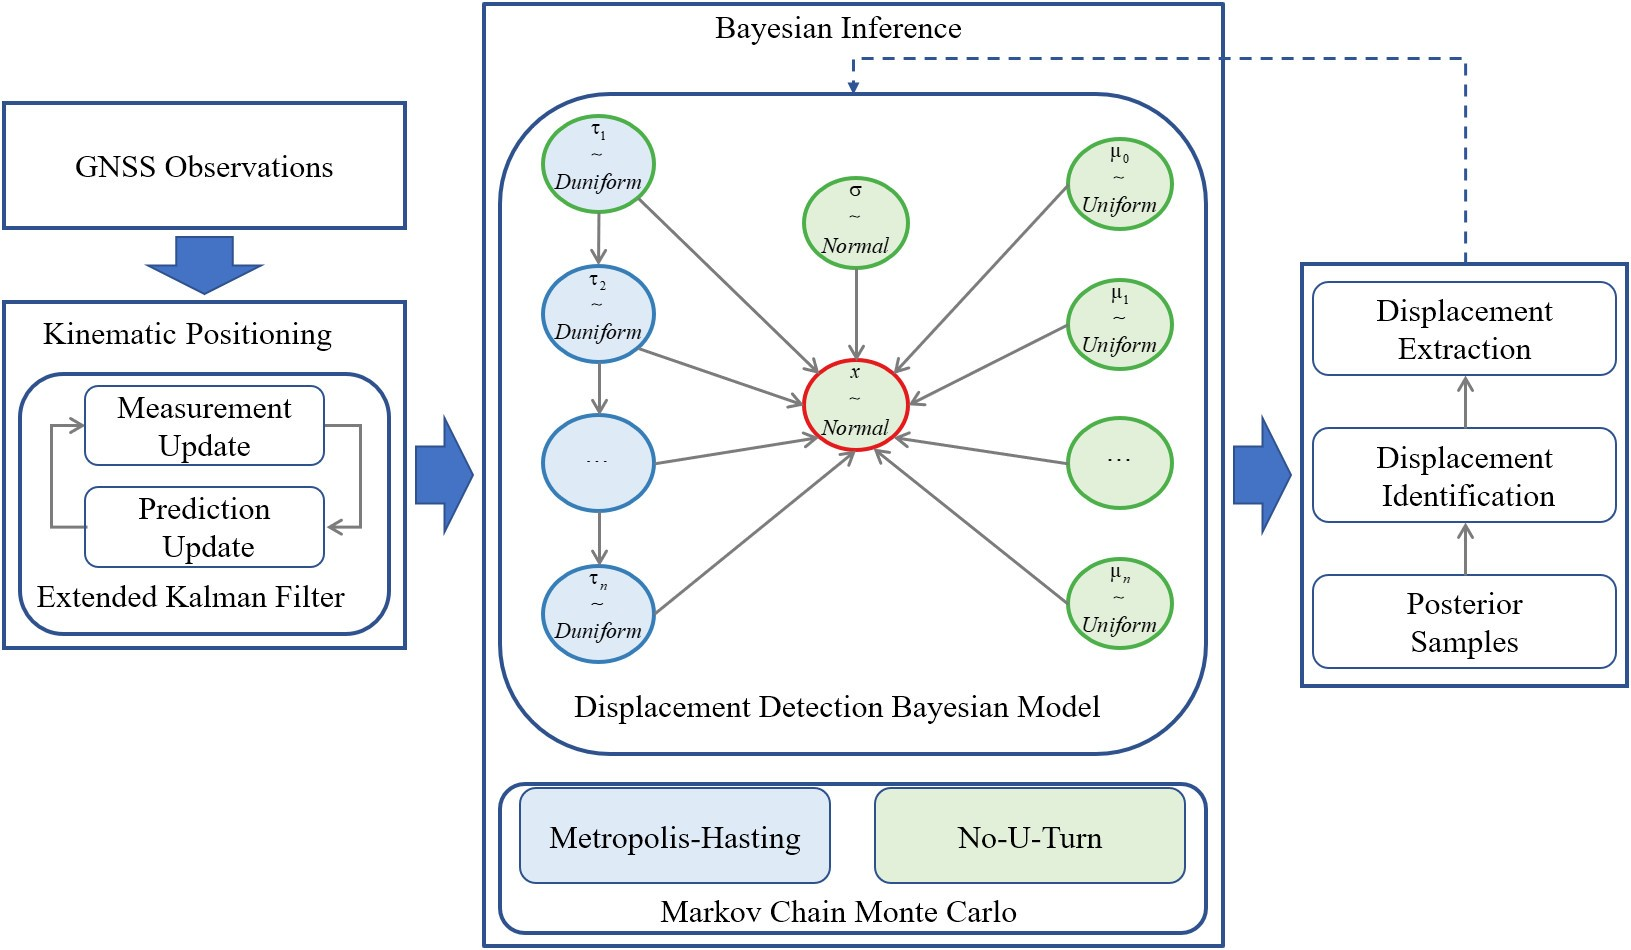 GNSS Observations
Kinematic Positioning
Measurement
Update
Prediction
Update
Extended Kalman Filter
Bayesian Inference
τ1
~
Duniform
τ2
~
Duniform
...
τn
~
Duniform
σ
~
Normal
x
~
Normal
μ0
~
Uniform
μ1
~
Uniform
...
μn
~
Uniform
Displacement Detection Bayesian Model
Metropolis-Hasting
No-U-Turn
Markov Chain Monte Carlo
Displacement
Extraction
Displacement
Identification
Posterior
Samples